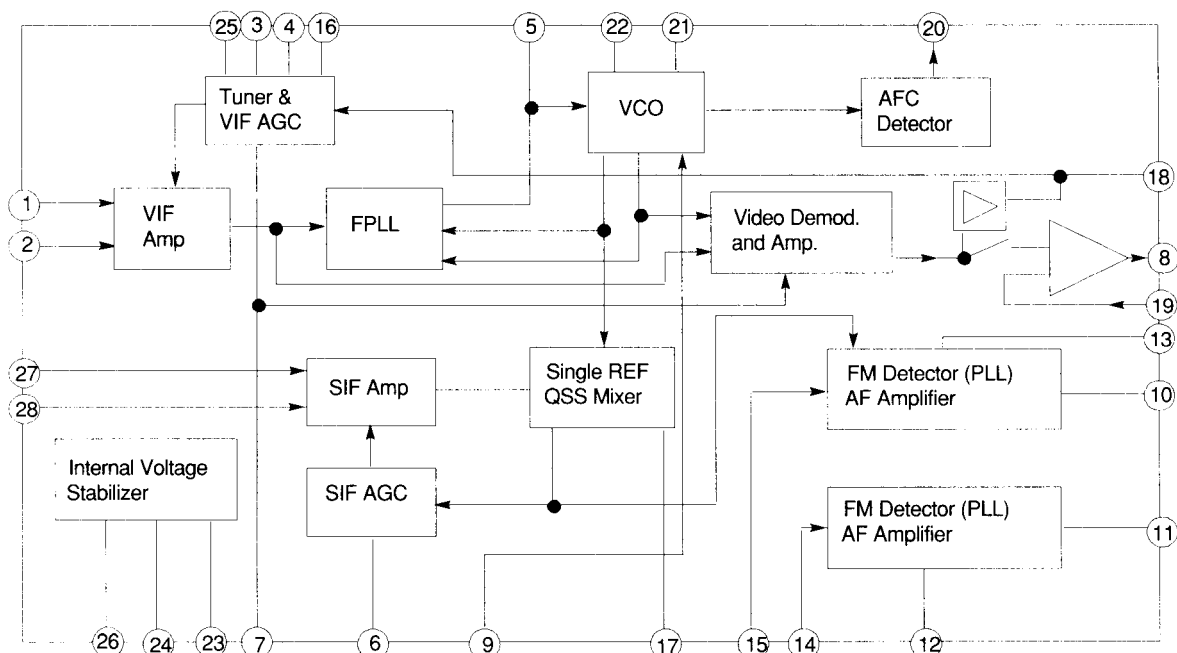 25 3 4 16 5 22 21 20
Tuner &
VIF AGC
VCO
AFC
Detector
18
1
2
VIF
Amp
FPLL
Video Demod.
and Amp.
8
19
13
27
28
SIF Amp
Single REF
QSS Mixer
FM Detector (PLL)
AF Amplifier
10
Internal Voltage
Stabilizer
SIF AGC
FM Detector (PLL)
AF Amplifier
11
26 24 23 7 6 9 17 15 14 12